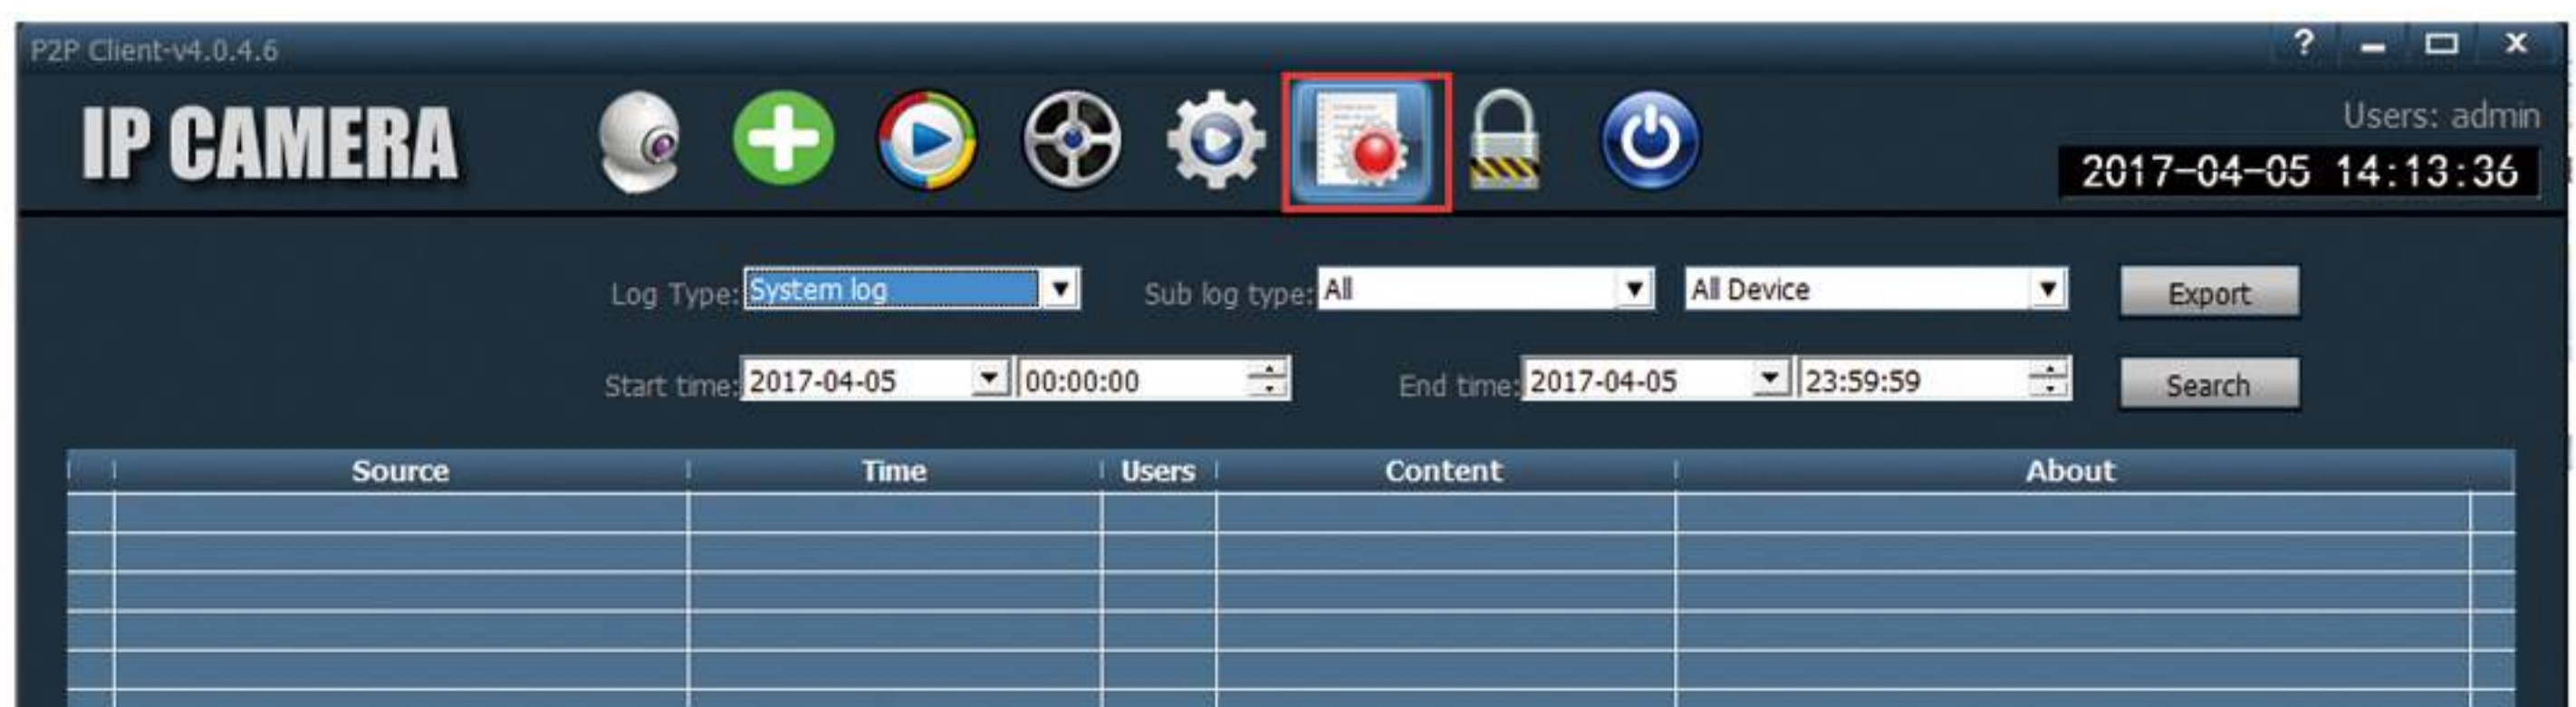 P2P Client-v4.0.4.6
IP CAMERA
Users: admin
2017-04-05 14:13:36
Log Type: System log Sub log type: All All Device Export
Start time: 2017-04-05 00:00:00 End time: 2017-04-05 23:59:59 Search
Source Time Users Content About